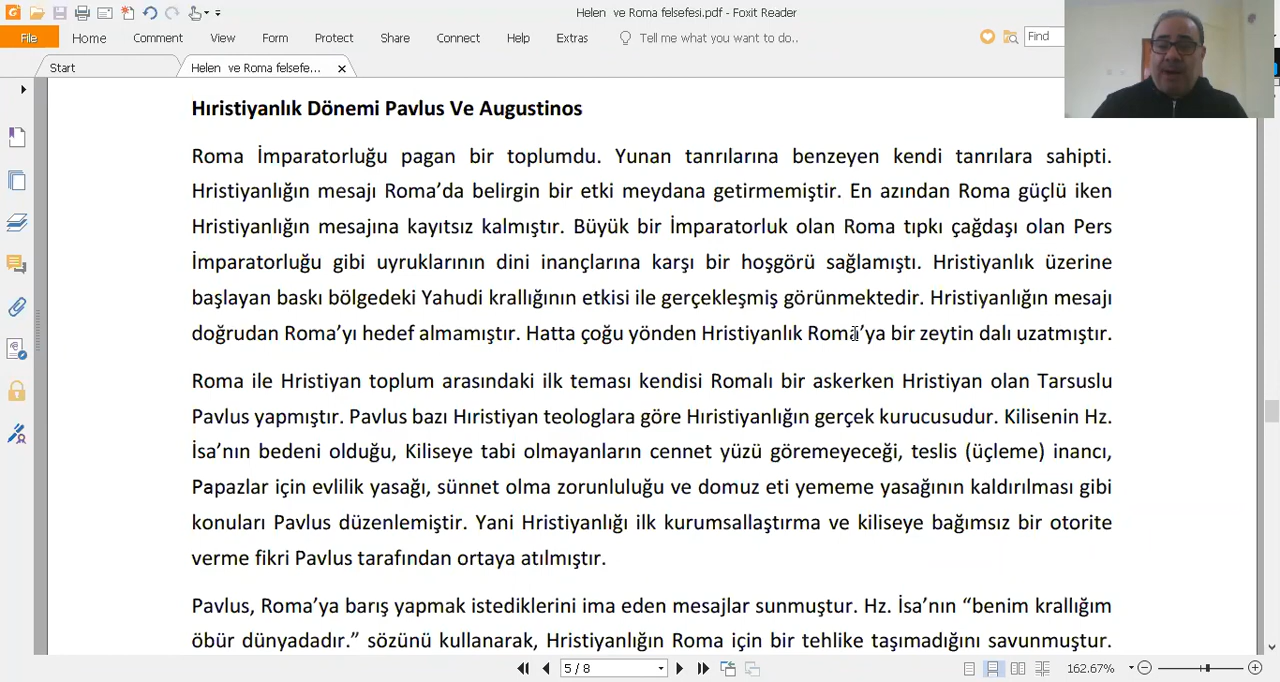 Helen  ve Roma felsefesi.pdf - Foxit Reader
File Home Comment View Form Protect Share Connect Help Extras Tell me what you want to do.. Find
Start Helen  ve Roma felsefe...
Hıristiyanlık Dönemi Pavlus Ve Augustinos
Roma İmparatorluğu pagan bir toplumdu. Yunan tanrılarına benzeyen kendi tanrılara sahipti.
Hristiyanlığın mesajı Roma’da belirgin bir etki meydana getirmemiştir. En azından Roma güçlü iken
Hristiyanlığın mesajına kayıtsız kalmıştır. Büyük bir İmparatorluk olan Roma tıpkı çağdaşı olan Pers
İmparatorluğu gibi uyruklarının dini inançlarına karşı bir hoşgörü sağlamıştı. Hristiyanlık üzerine
başlayan baskı bölgedeki Yahudi krallığının etkisi ile gerçekleşmiş görünmektedir. Hristiyanlığın mesajı
doğrudan Roma’yı hedef almamıştır. Hatta çoğu yönden Hristiyanlık Roma’ya bir zeytin dalı uzatmıştır.
Roma ile Hristiyan toplum arasındaki ilk teması kendisi Romalı bir askerken Hristiyan olan Tarsuslu
Pavlus yapmıştır. Pavlus bazı Hıristiyan teologlara göre Hıristiyanlığın gerçek kurucusudur. Kilisenin Hz.
İsa’nın bedeni olduğu, Kiliseye tabi olmayanların cennet yüzü göremeyeceği, teslis (üçleme) inancı,
Papazlar için evlilik yasağı, sünnet olma zorunluluğu ve domuz eti yememe yasağının kaldırılması gibi
konuları Pavlus düzenlemiştir. Yani Hristiyanlığı ilk kurumsallaştırma ve kiliseye bağımsız bir otorite
verme fikri Pavlus tarafından ortaya atılmıştır.
Pavlus, Roma’ya barış yapmak istediklerini ima eden mesajlar sunmuştur. Hz. İsa’nın “benim krallığım
öbür dünyadadır.” sözünü kullanarak, Hristiyanlığın Roma için bir tehlike taşımadığını savunmuştur.
5 / 8 162.67%